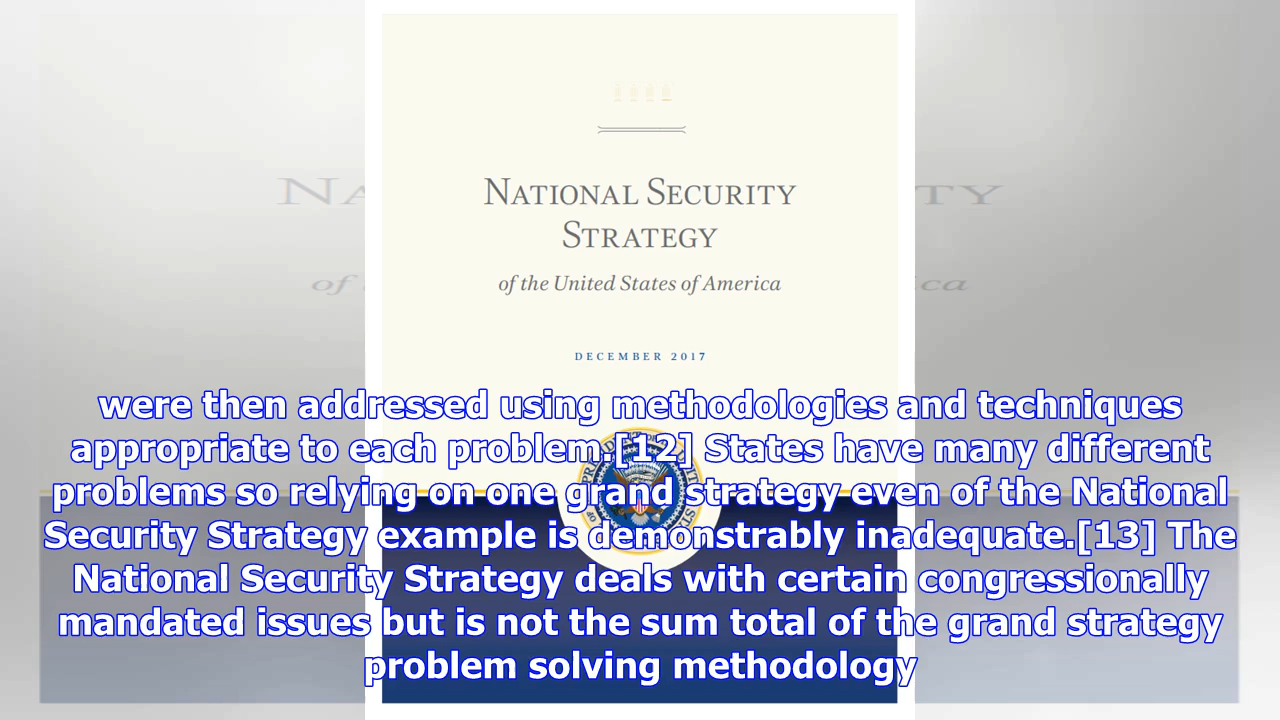 NATIONAL SECURITY
STRATEGY
of the United States of America
DECEMBER 2017
were then addressed using methodologies and techniques
appropriate to each problem.[12] States have many different
problems so relying on one grand strategy even of the National
Security Strategy example is demonstrably inadequate.[13] The
National Security Strategy deals with certain congressionally
mandated issues but is not the sum total of the grand strategy
problem solving methodology